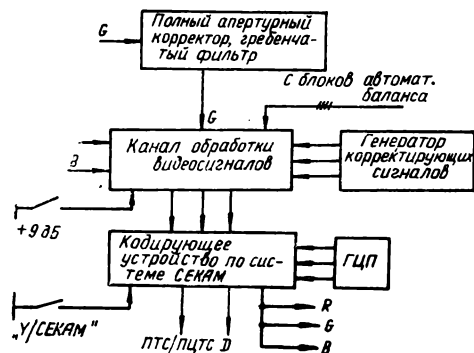 G
Полный апертурный
корректор, гребенча-
тый фильтр
С блоков автомат.
баланса
G
В
Канал обработки
видеосигналов
Генератор
корректирующих
сигналов
+9 дБ
Кодирующее
устройство по сис-
теме СЕКАМ
ГЦП
„У/СЕКАМ"
ПТС/ПЦТС D
R
G
B